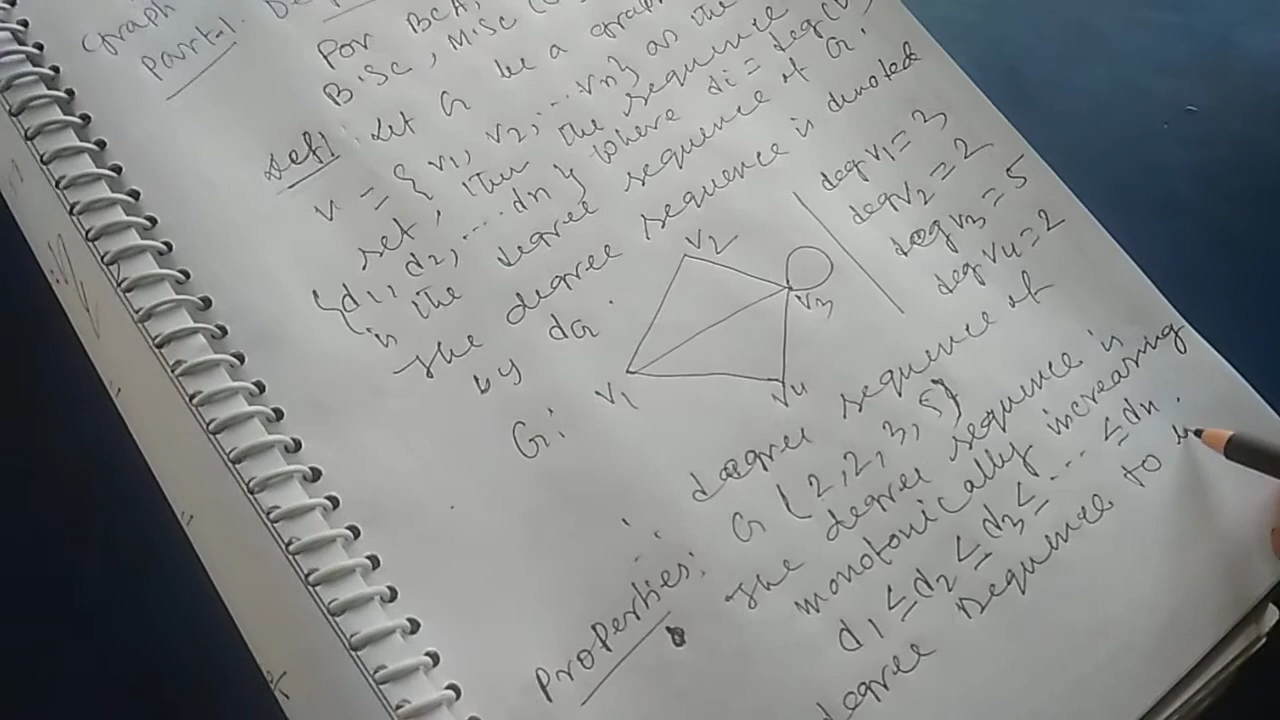 Graph
Part-1. De
For BCA,
B.Sc, M.Sc (
Def: Let G be a graph
V = {v1, v2, ... vn} as the
set, then the sequence
{d1, d2, ... dn} where di = deg(v
is the degree sequence of G.
The degree sequence is denoted
by dG.
deg v1 = 3
deg v2 = 2
deg v3 = 5
deg v4 = 2
G:
v1
v2
v3
v4
∴ degree sequence of
G {2, 2, 3, 5}
Properties: The degree sequence is
monotonically increasing
d1 ≤ d2 ≤ d3 ≤ ... ≤ dn.
degree sequence to